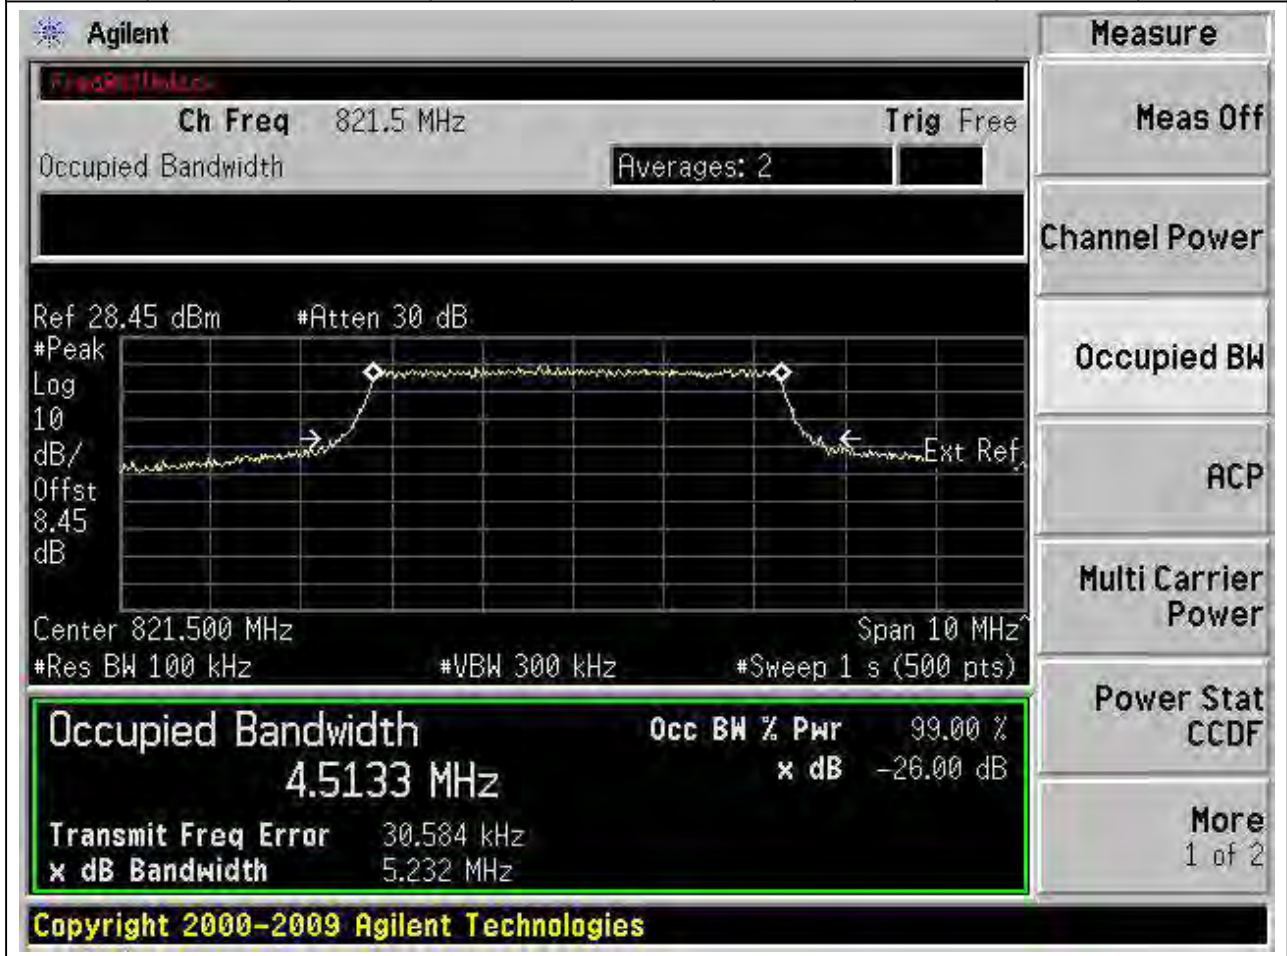 Agilent
Measure
Ch Freq 821.5 MHz Trig Free
Occupied Bandwidth Averages: 2
Meas Off
Channel Power
Occupied BW
ACP
Multi Carrier
Power
Power Stat
CCDF
More
1 of 2
Ref 28.45 dBm #Atten 30 dB
#Peak
Log
10
dB/
Offst
8.45
dB
Ext Ref
Center 821.500 MHz Span 10 MHz
#Res BW 100 kHz #VBW 300 kHz #Sweep 1 s (500 pts)
Occupied Bandwidth
4.5133 MHz
Occ BW % Pwr 99.00 %
x dB -26.00 dB
Transmit Freq Error 30.584 kHz
x dB Bandwidth 5.232 MHz
Copyright 2000-2009 Agilent Technologies